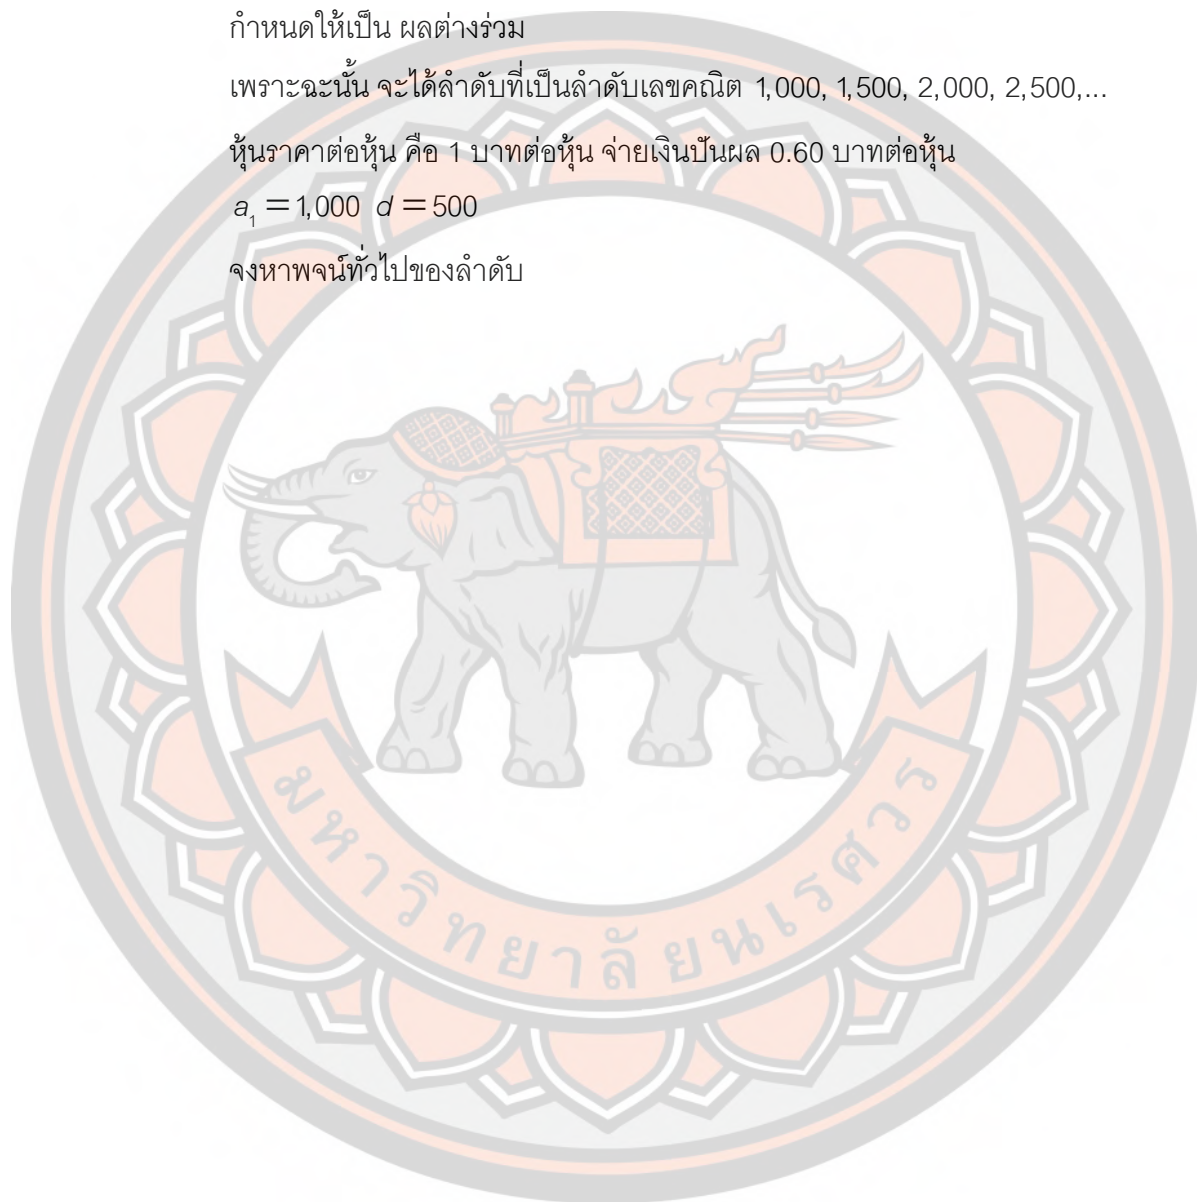 กำหนดให้เป็น ผลต่างร่วม
เพราะฉะนั้น จะได้ลำดับที่เป็นลำดับเลขคณิต 1,000, 1,500, 2,000, 2,500,...
หุ้นราคาต่อหุ้น คือ 1 บาทต่อหุ้น จ่ายเงินปันผล 0.60 บาทต่อหุ้น
a₁ = 1,000 d = 500
จงหาพจน์ทั่วไปของลำดับ
มหาวิทยาลัยนเรศวร